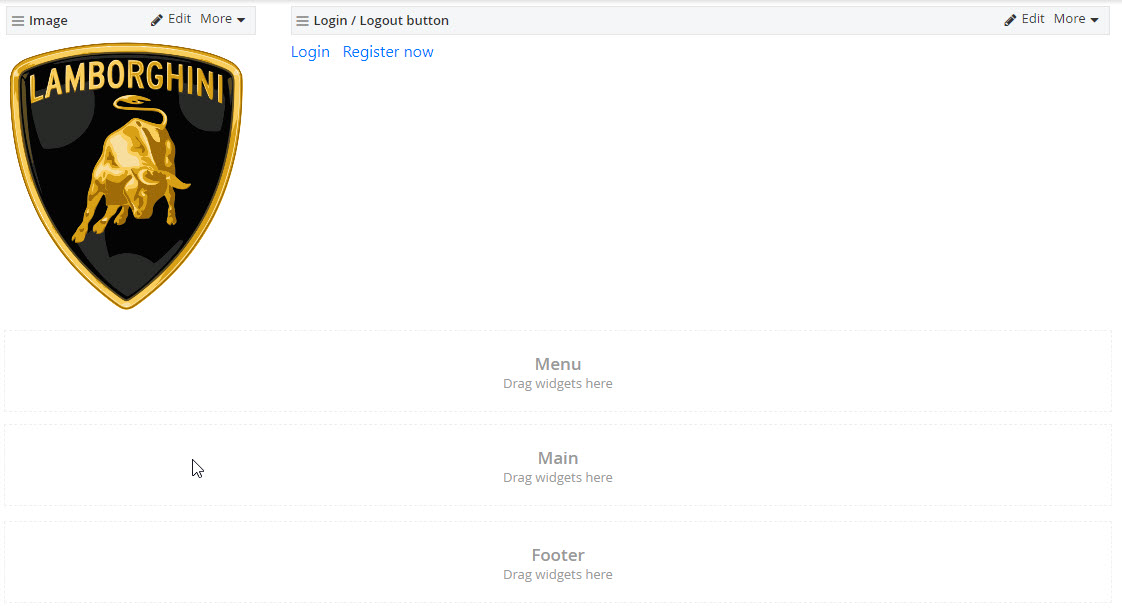 Image Edit More
Login / Logout button Edit More
Login Register now
LAMBORGHINI
Menu
Drag widgets here
Main
Drag widgets here
Footer
Drag widgets here